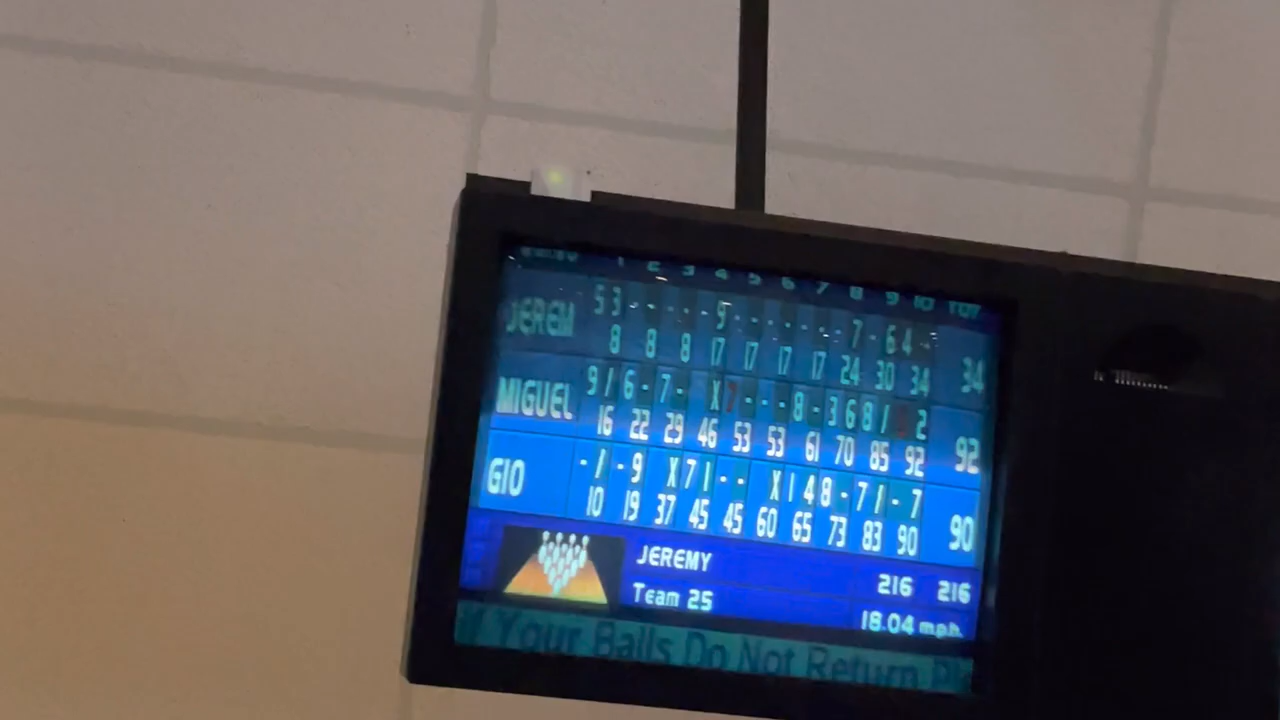 1 2 3 4 5 6 7 8 9 10 TOT
JEREM 5 3 - - - - - 9 - - - - - - - 7 - 6 4 -
8 8 8 17 17 17 17 24 30 34 34
MIGUEL 9 / 6 - 7 - X 7 - - - 8 - 3 6 8 / 2
16 22 29 46 53 53 61 70 85 92 92
GIO - / - 9 X 7 1 - - X 1 4 8 - 7 / - 7
10 19 37 45 45 60 65 73 83 90 90
JEREMY 216 216
Team 25 18.04 mph.
If Your Balls Do Not Return